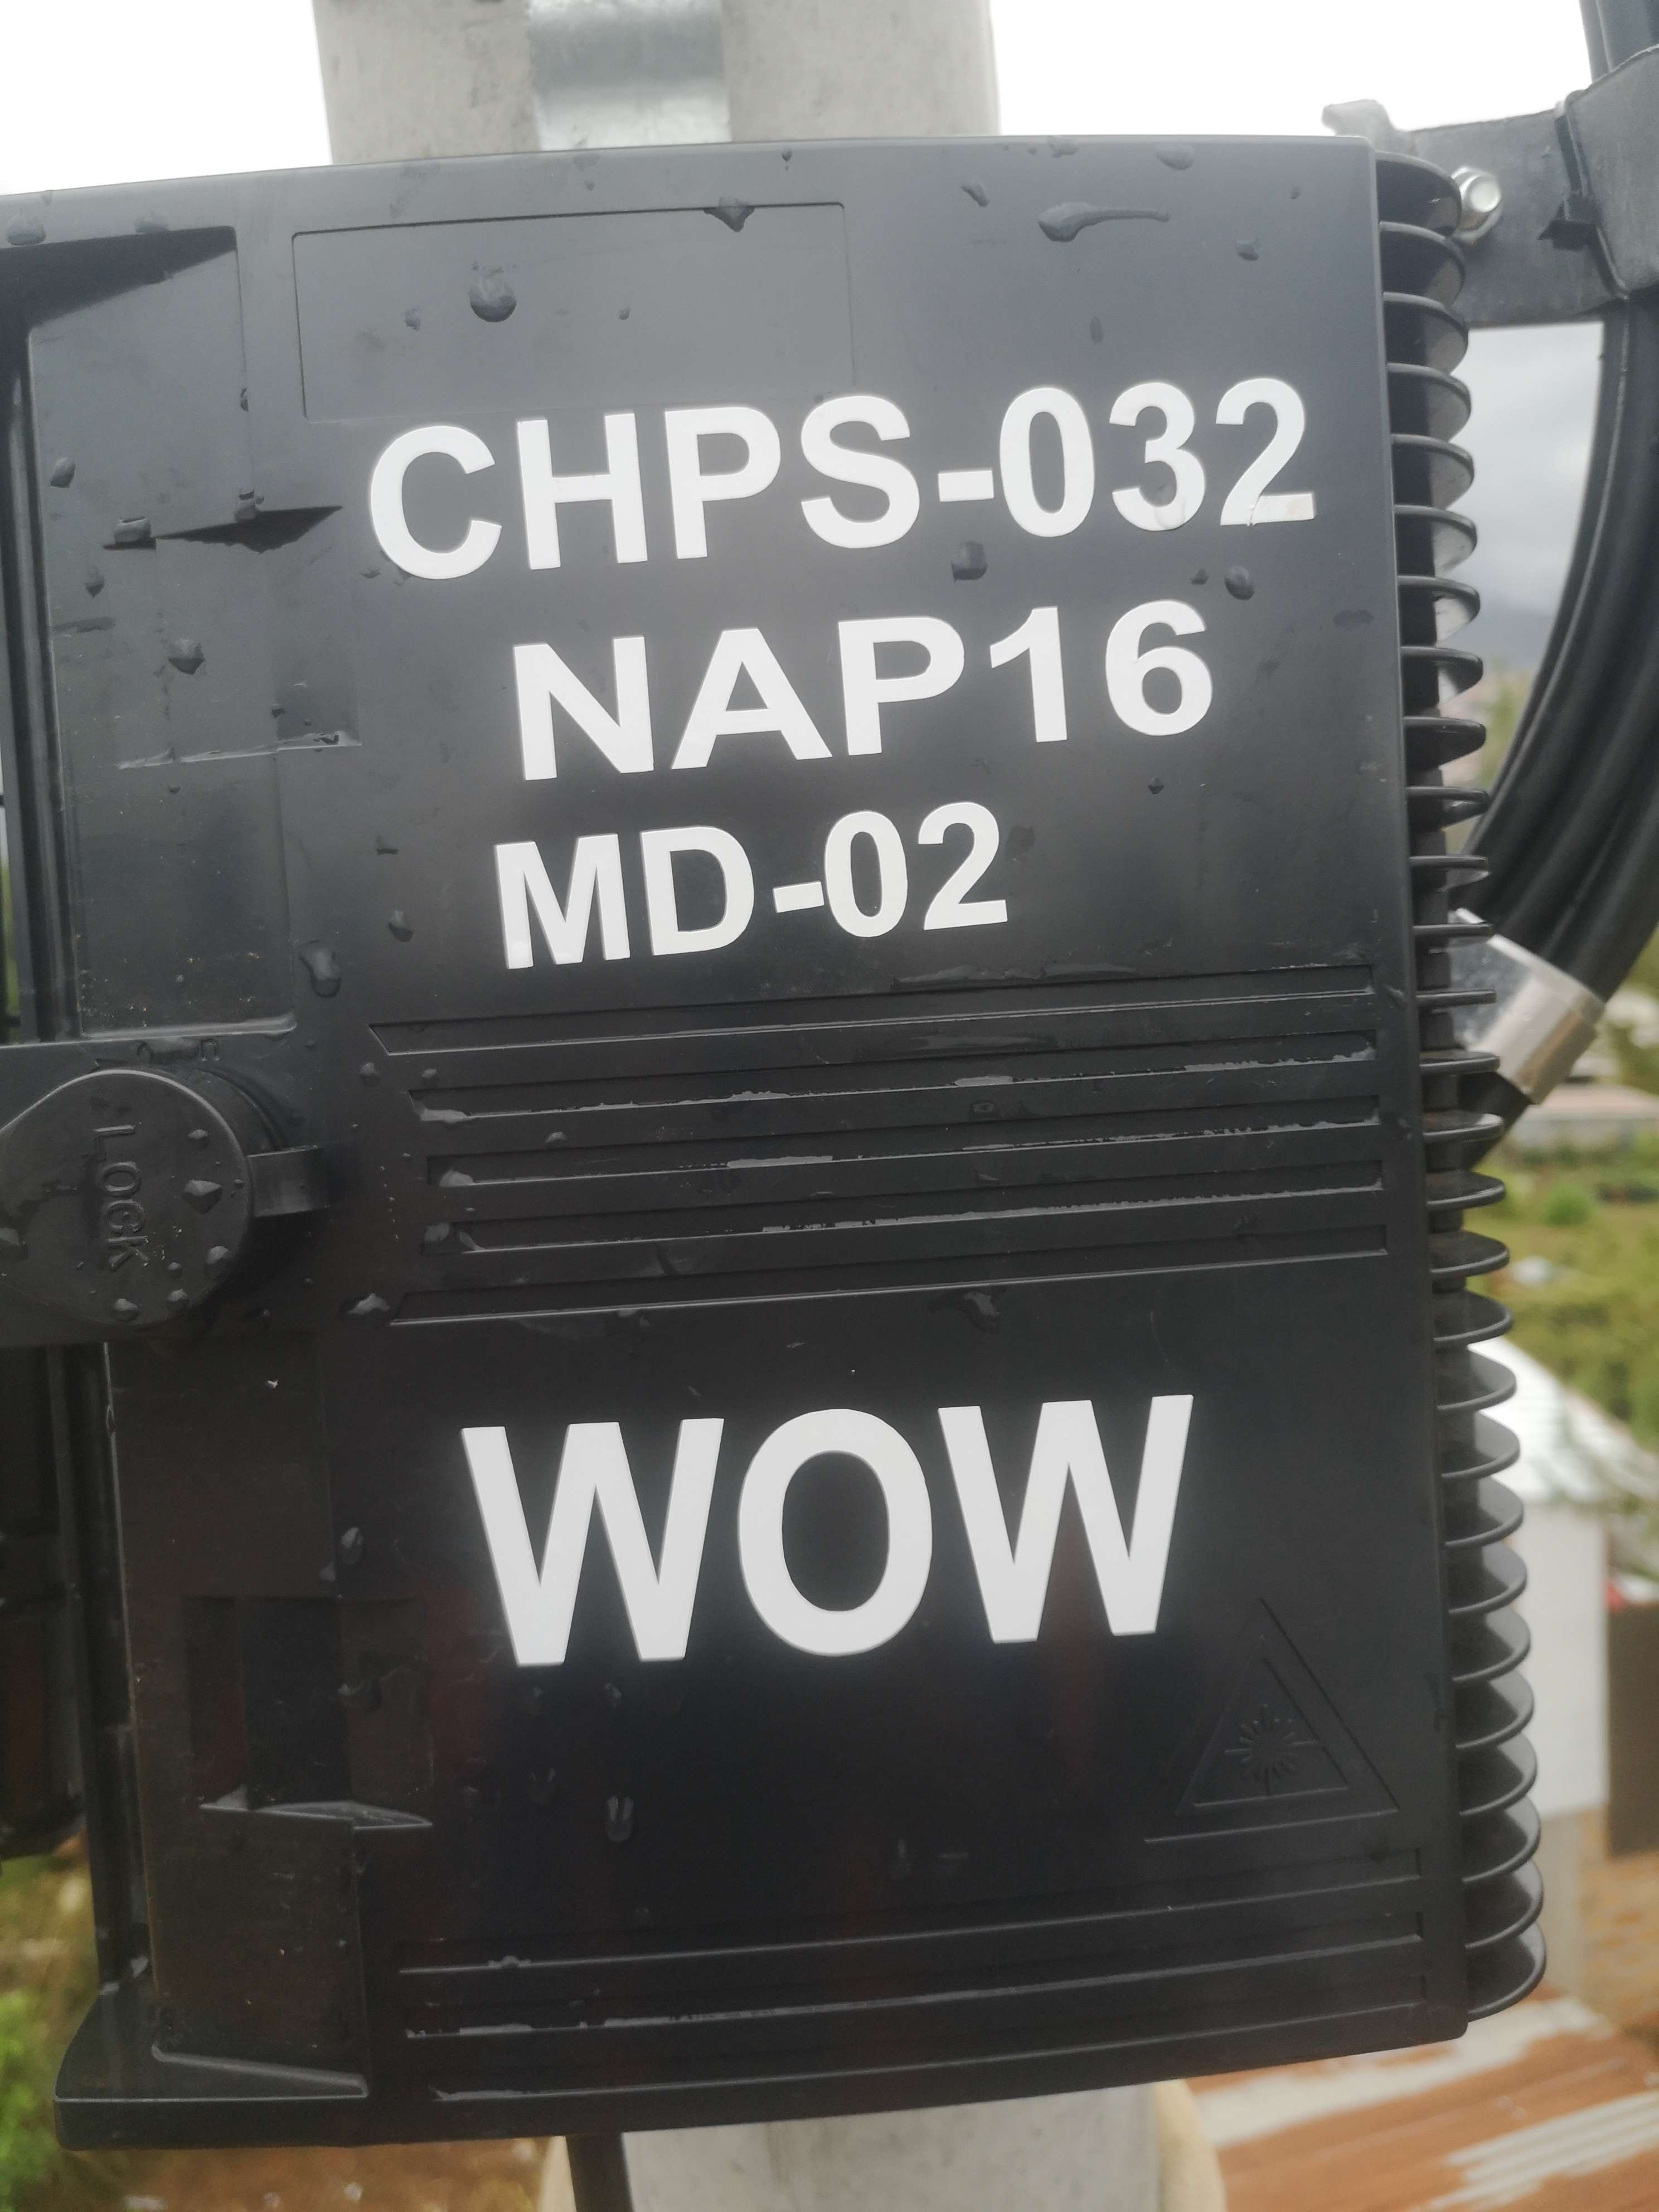 CHPS-032
NAP16
MD-02
LOCK
WOW